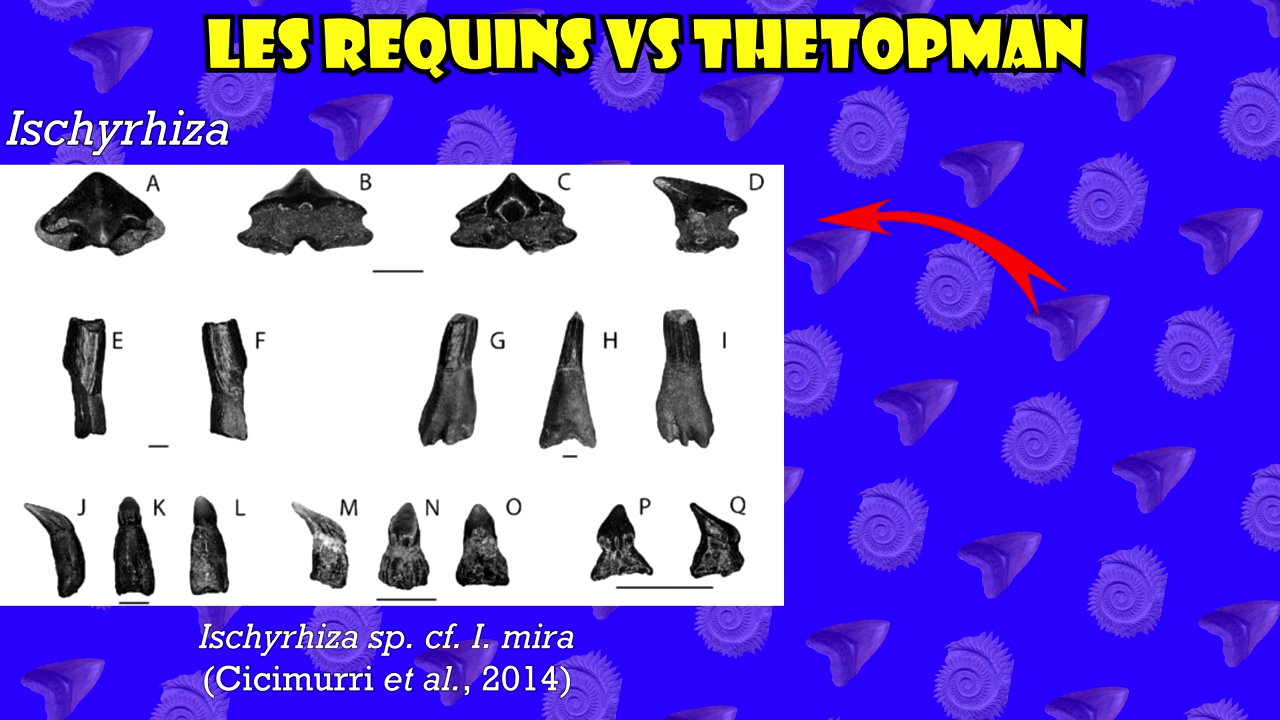 LES REQUINS VS THETOPMAN
Ischyrhiza
A B C D
E F G H I
J K L M N O P Q
Ischyrhiza sp. cf. I. mira
(Cicimurri et al., 2014)